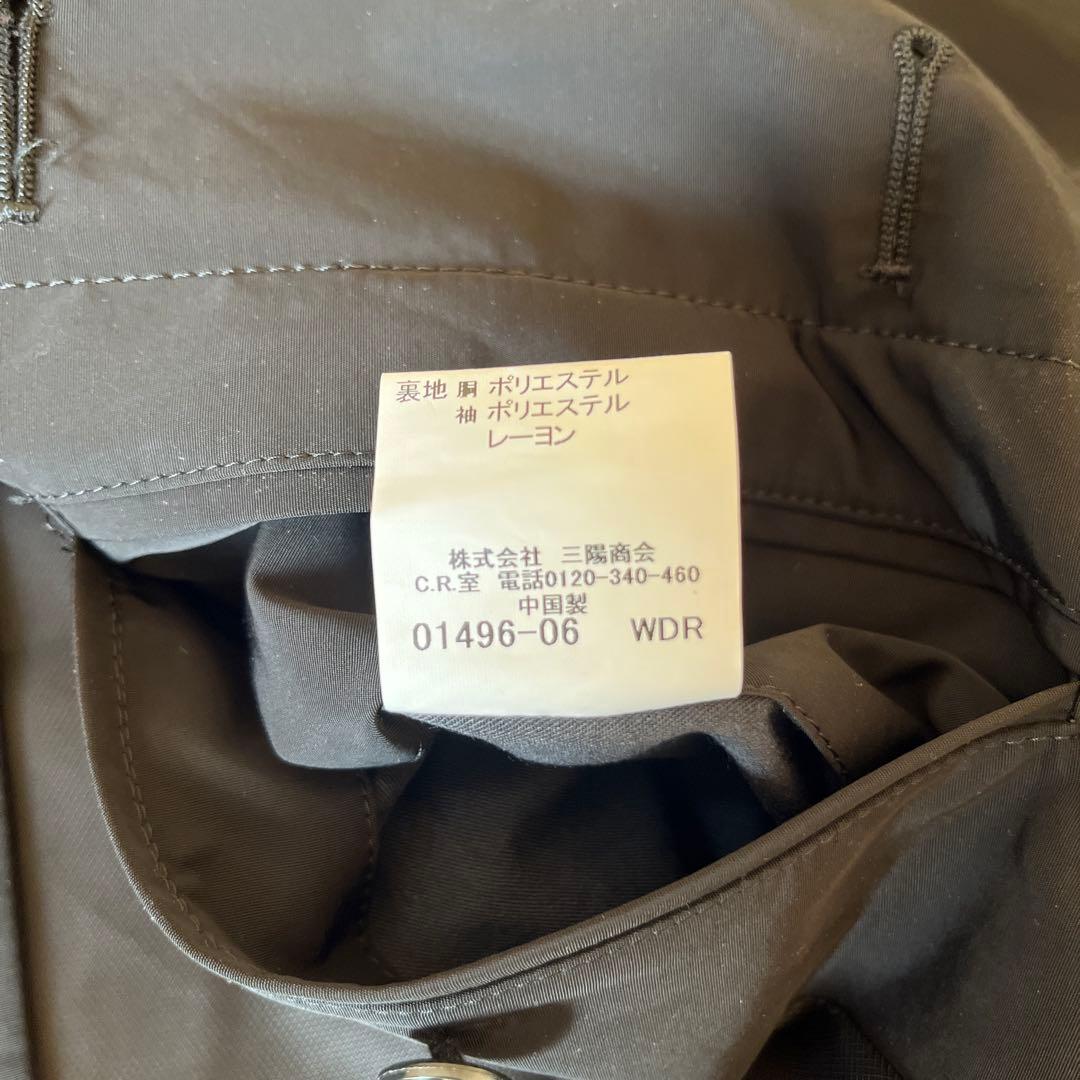 裏地 胴 ポリエステル
袖 ポリエステル
レーヨン
株式会社 三陽商会
C.R.室 電話0120-340-460
中国製
01496-06 WDR